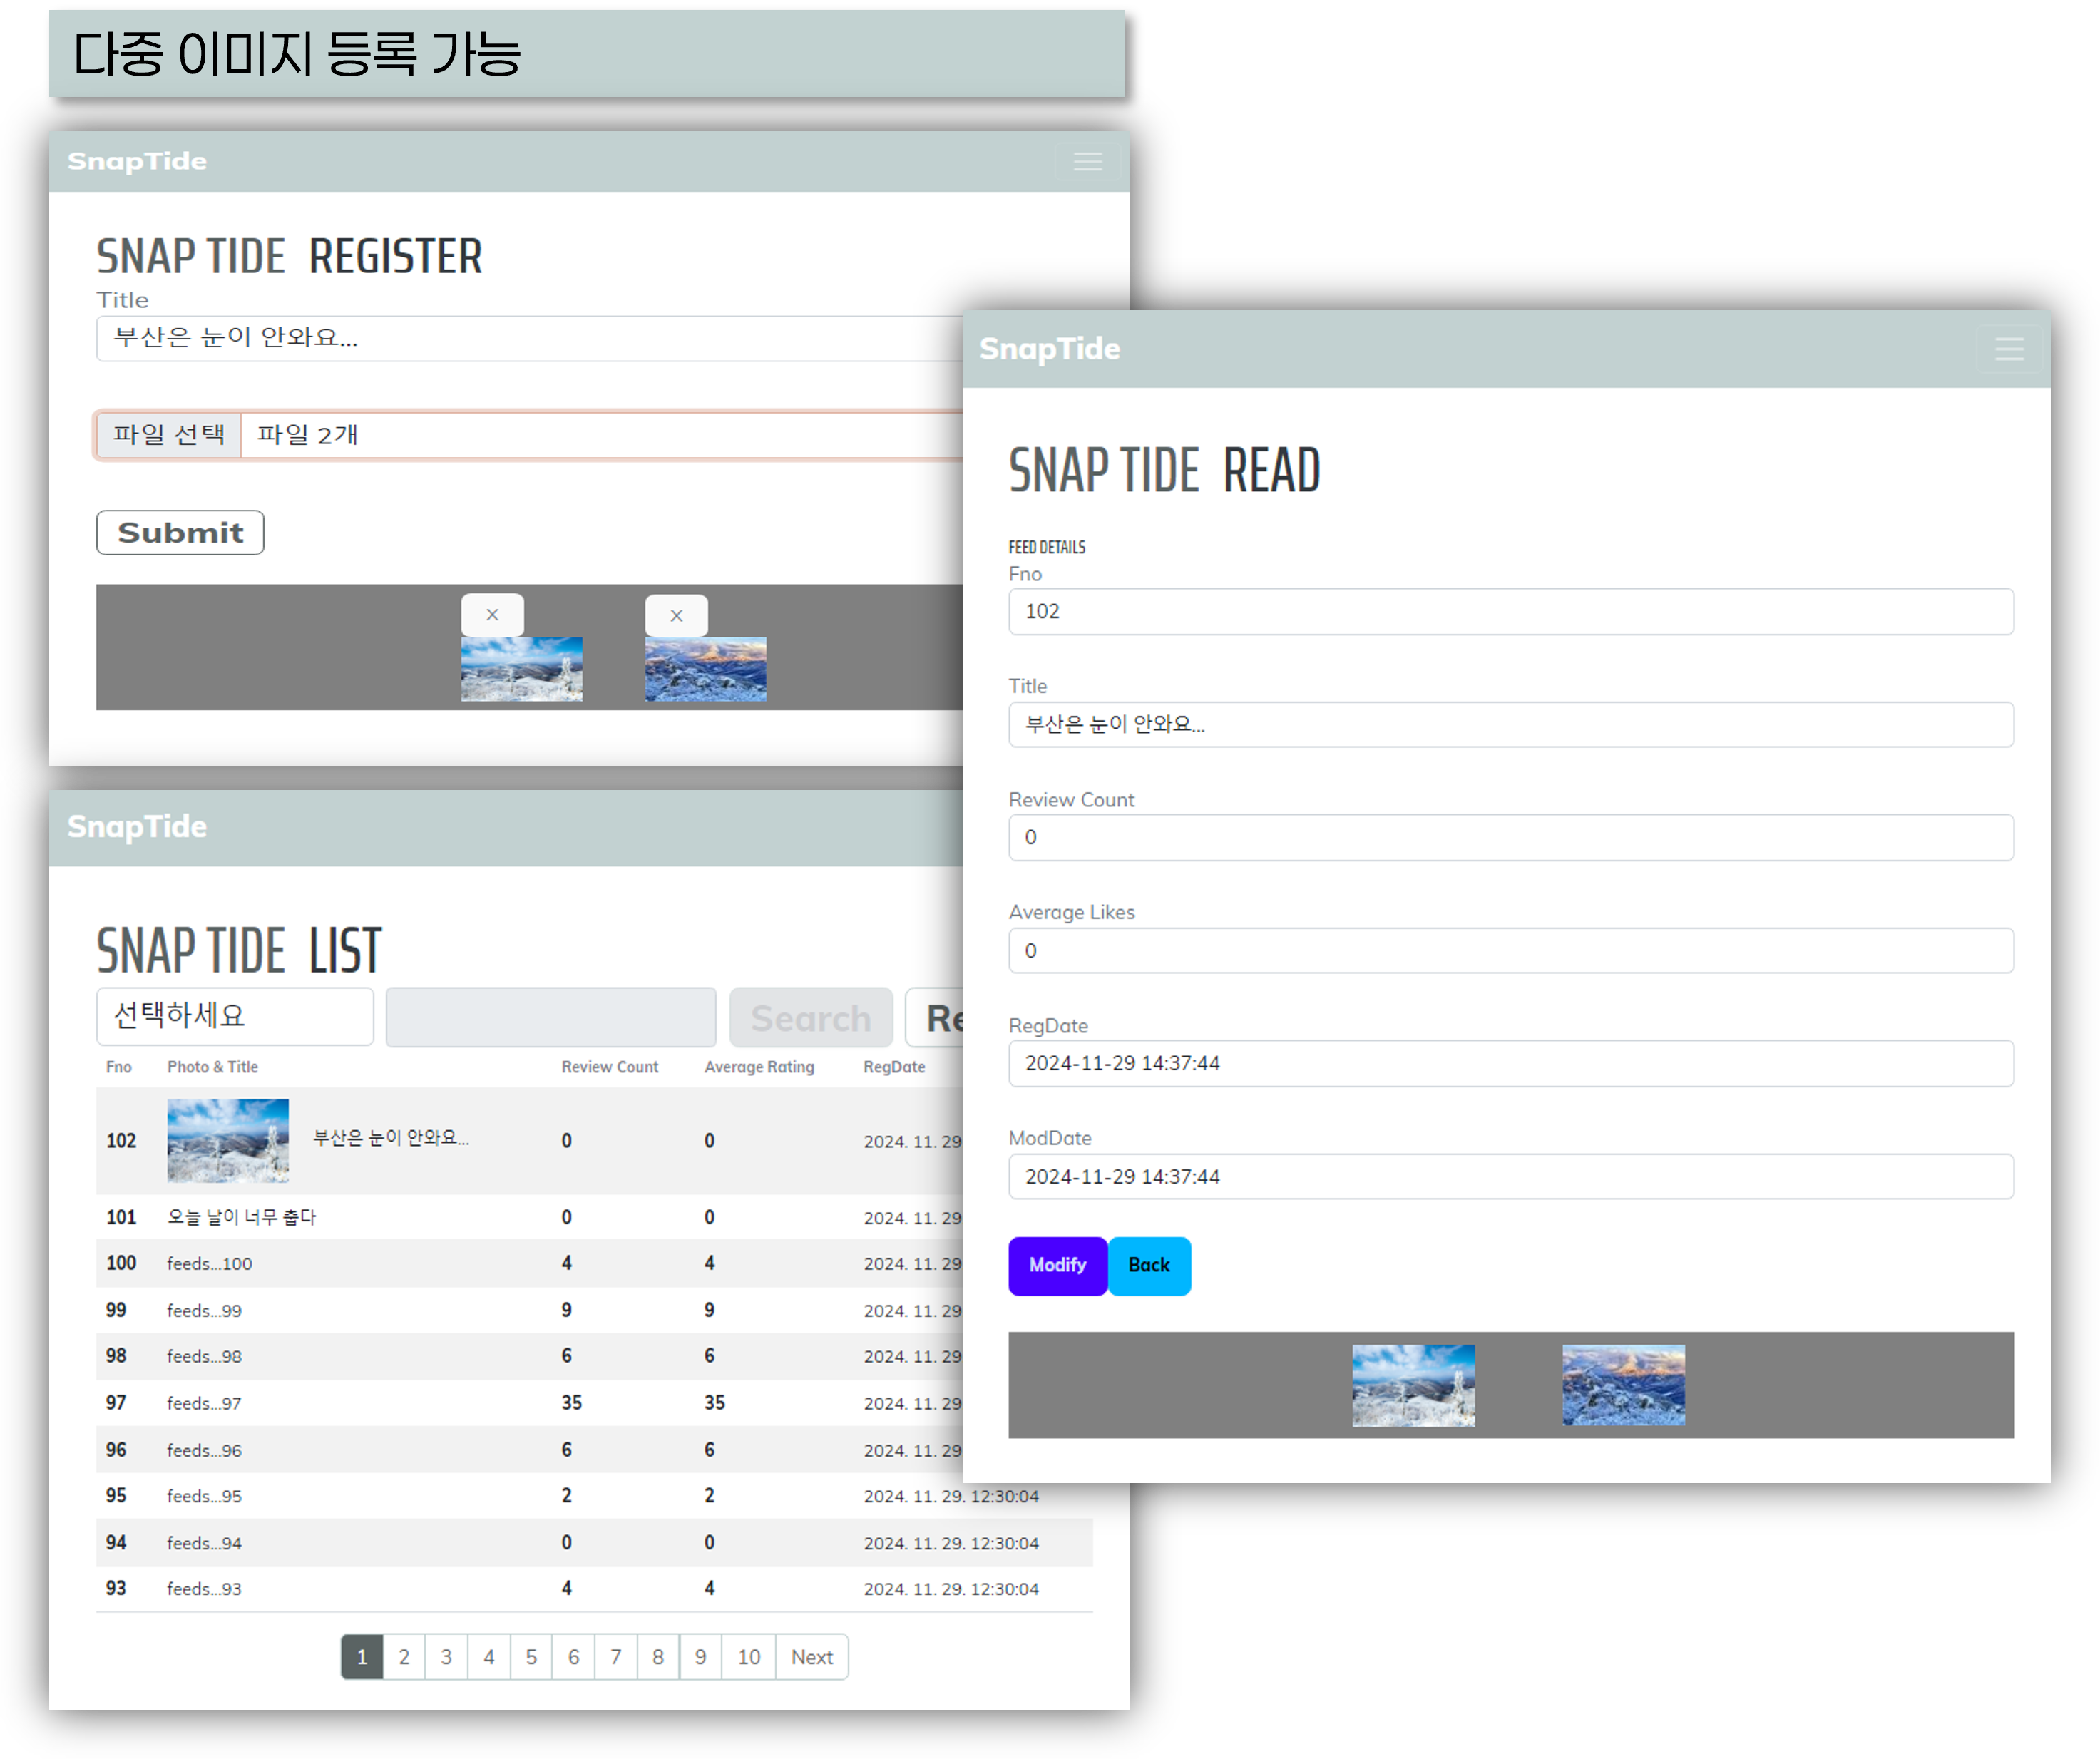 다중 이미지 등록 가능
SnapTide
SNAP TIDE REGISTER
Title
부산은 눈이 안와요...
파일 선택 파일 2개
Submit
x x
SnapTide
SNAP TIDE LIST
선택하세요 Search
Fno Photo & Title Review Count Average Rating RegDate
102 부산은 눈이 안와요... 0 0 2024. 11. 29
101 오늘 날이 너무 춥다 0 0 2024. 11. 29
100 feeds...100 4 4 2024. 11. 29
99 feeds...99 9 9 2024. 11. 29
98 feeds...98 6 6 2024. 11. 29
97 feeds...97 35 35 2024. 11. 29
96 feeds...96 6 6 2024. 11. 29
95 feeds...95 2 2 2024. 11. 29. 12:30:04
94 feeds...94 0 0 2024. 11. 29. 12:30:04
93 feeds...93 4 4 2024. 11. 29. 12:30:04
1 2 3 4 5 6 7 8 9 10 Next
SnapTide
SNAP TIDE READ
FEED DETAILS
Fno
102
Title
부산은 눈이 안와요...
Review Count
0
Average Likes
0
RegDate
2024-11-29 14:37:44
ModDate
2024-11-29 14:37:44
Modify Back